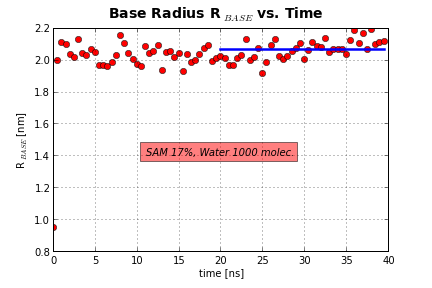 Base Radius R BASE vs. Time
2.2
2.0
1.8
1.6
1.4
1.2
1.0
0.8
R BASE [nm]
SAM 17%, Water 1000 molec.
0 5 10 15 20 25 30 35 40
time [ns]